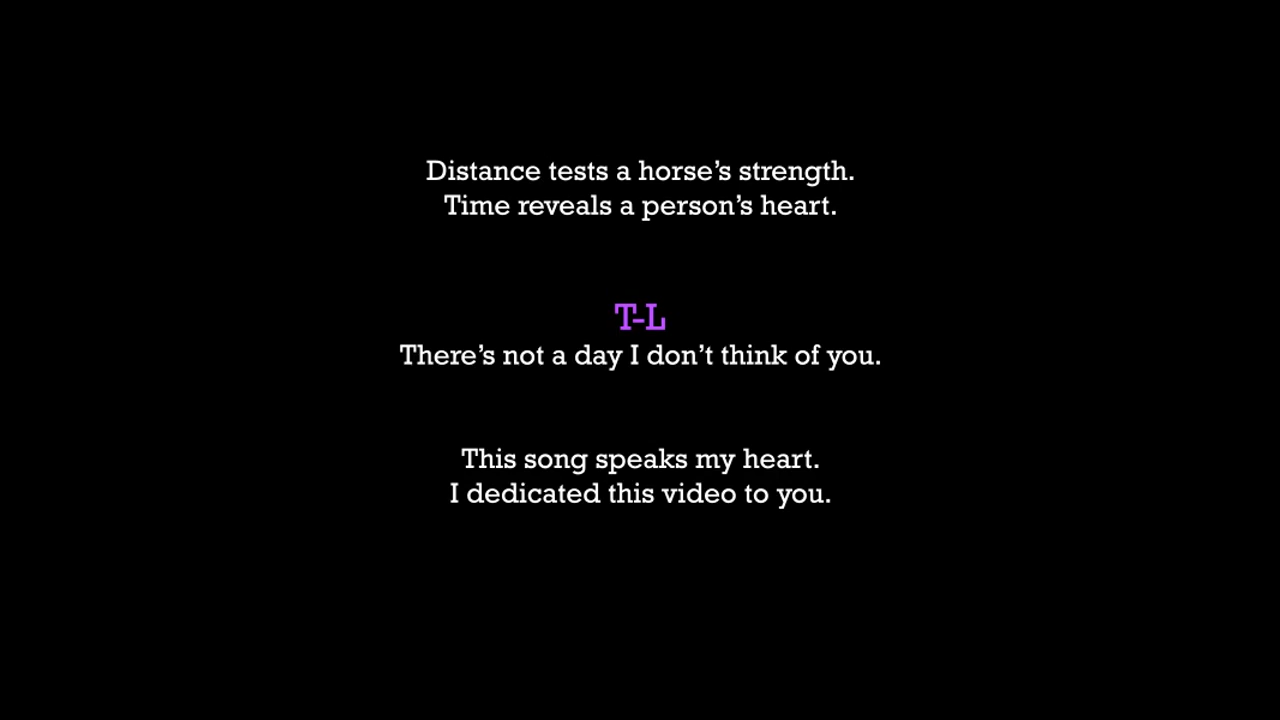 Distance tests a horse’s strength.
Time reveals a person’s heart.
T-L
There’s not a day I don’t think of you.
This song speaks my heart.
I dedicated this video to you.